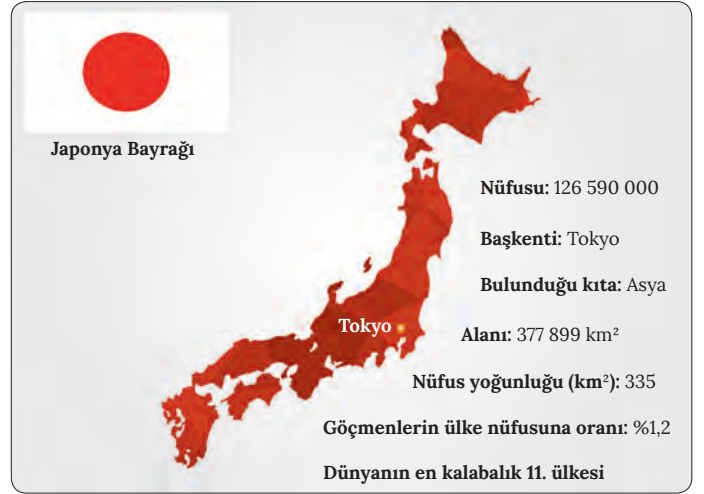 Japonya Bayrağı
Nüfusu: 126 590 000
Başkenti: Tokyo
Bulunduğu kıta: Asya
Tokyo
Alanı: 377 899 km²
Nüfus yoğunluğu (km²): 335
Göçmenlerin ülke nüfusuna oranı: %1,2
Dünyanın en kalabalık 11. ülkesi